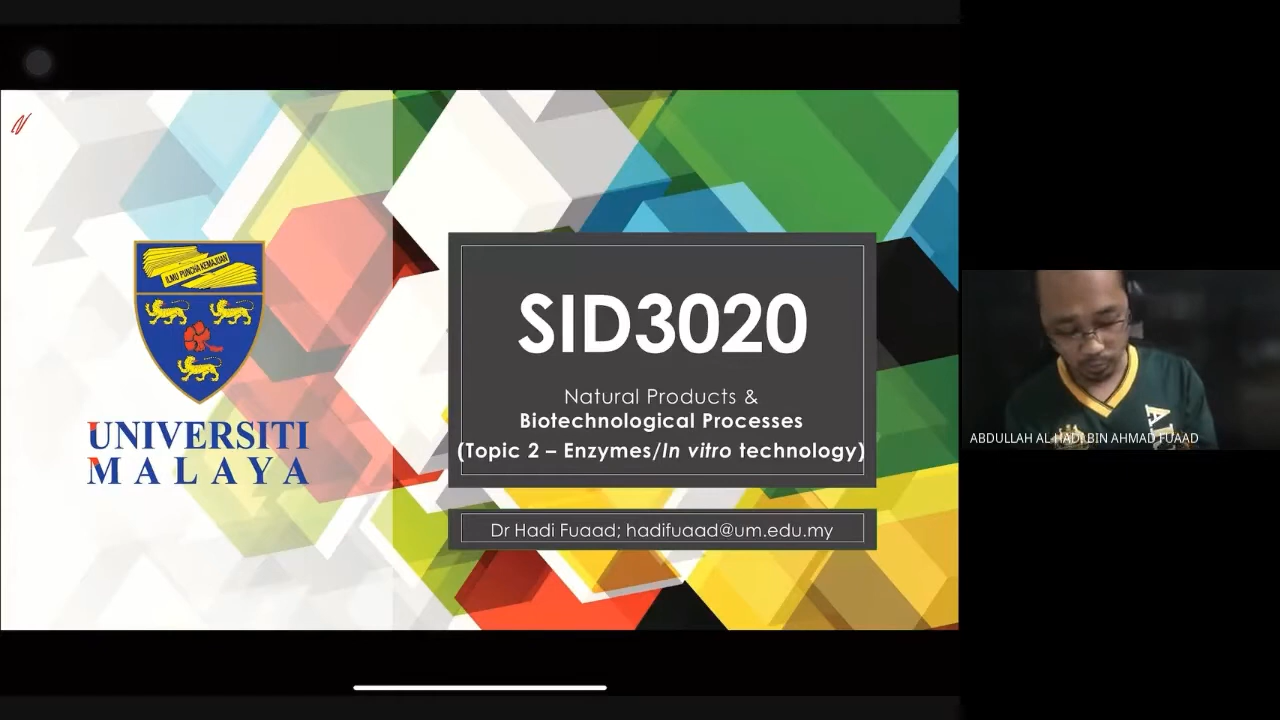 ILMU PUNCHA KEMAJUAN
UNIVERSITI
MALAYA
SID3020
Natural Products &
Biotechnological Processes
(Topic 2 – Enzymes/In vitro technology)
Dr Hadi Fuaad; hadifuaad@um.edu.my
ABDULLAH AL-HADI BIN AHMAD FUAAD